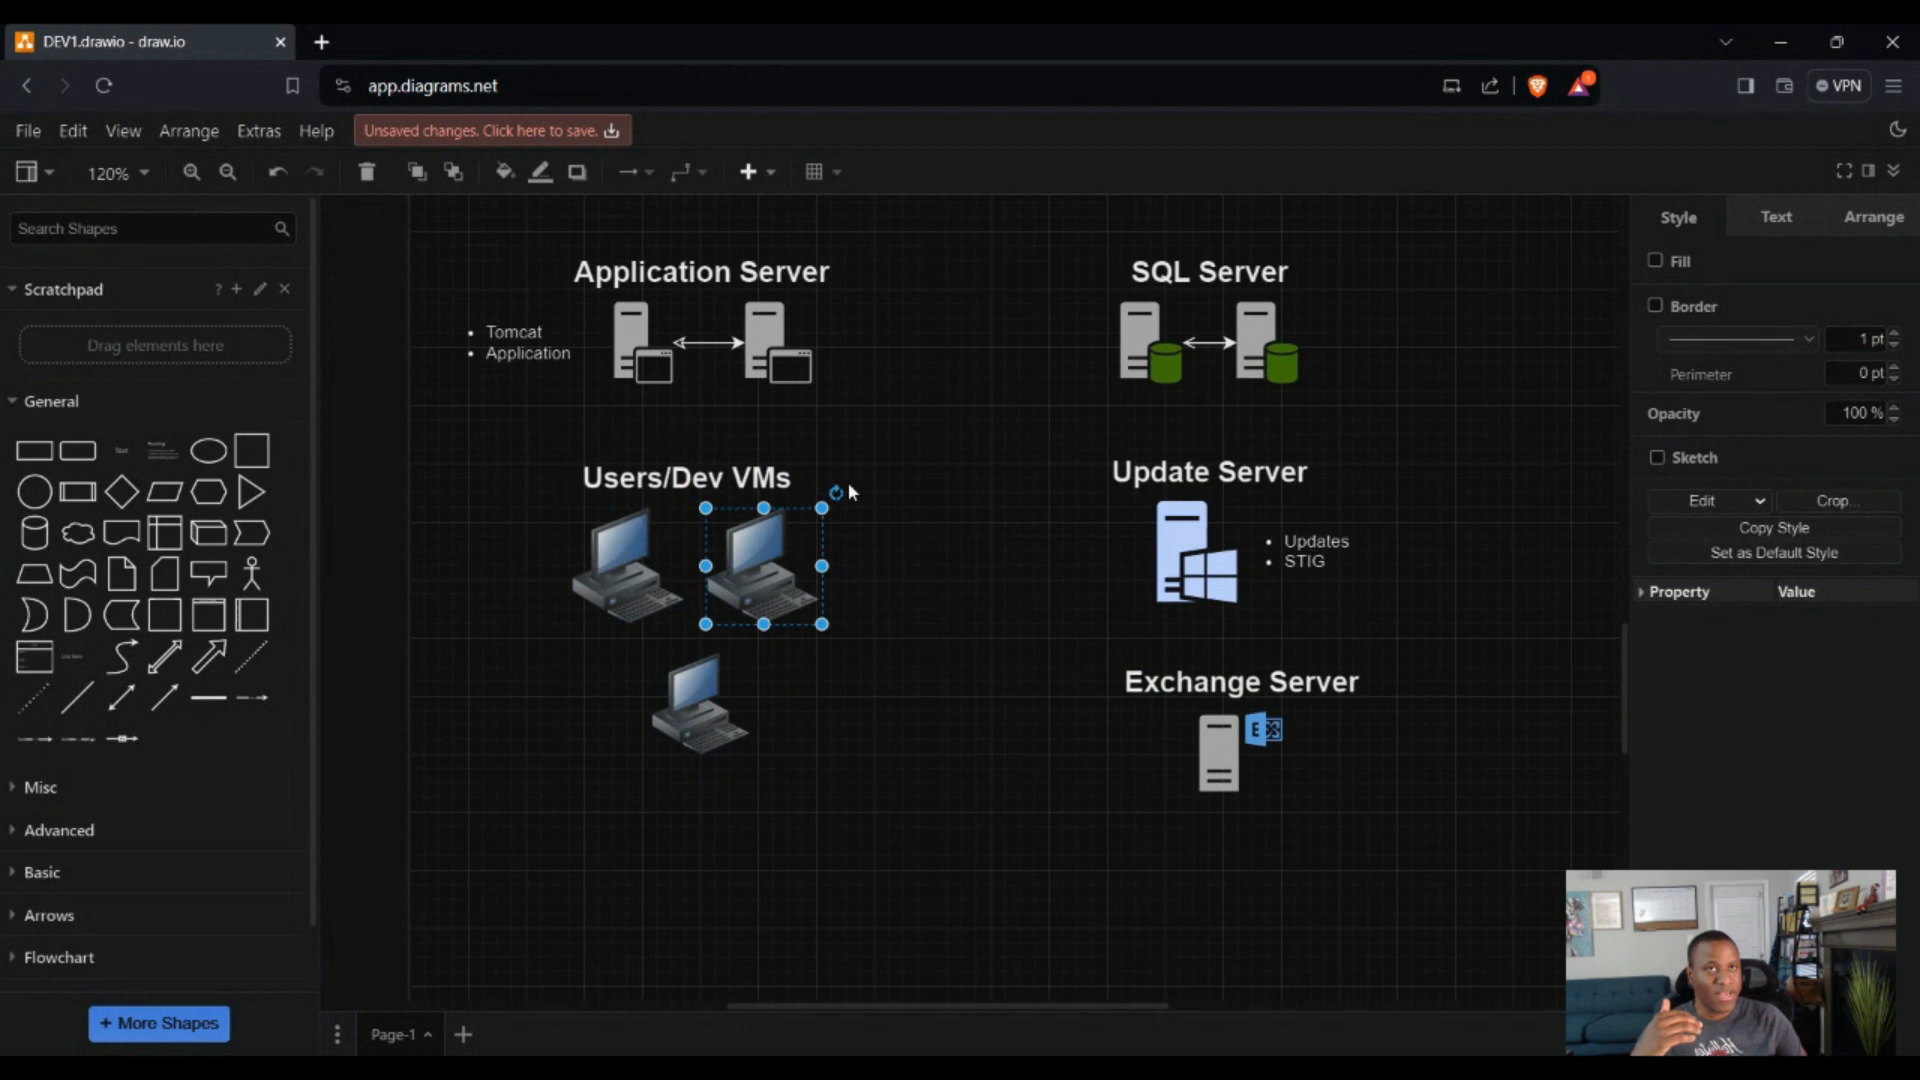 DEV1.drawio - draw.io
app.diagrams.net
VPN
File Edit View Arrange Extras Help
Unsaved changes. Click here to save.
120%
Search Shapes
Scratchpad
?
Drag elements here
General
Text
Misc
Advanced
Basic
Arrows
Flowchart
+ More Shapes
Application Server
• Tomcat
• Application
SQL Server
Users/Dev VMs
Update Server
• Updates
• STIG
Exchange Server
E
Page-1
Style Text Arrange
Fill
Border
1 pt
Perimeter 0 pt
Opacity 100 %
Sketch
Edit Crop...
Copy Style
Set as Default Style
Property Value